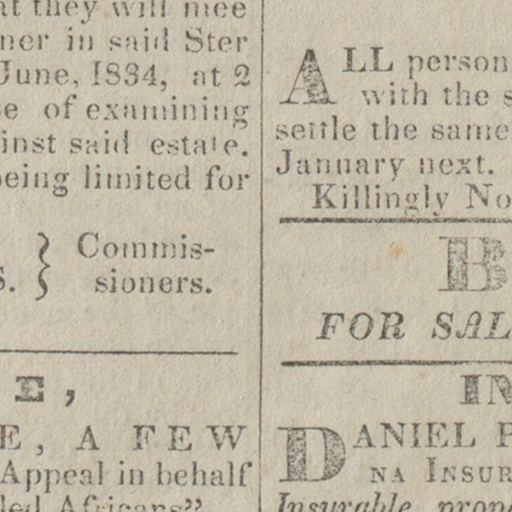 at they will mee
ner in said Ster
June, 1834, at 2
of examining
inst said estate.
being limited for
Commis-
sioners.
E,
E, A FEW
Appeal in behalf
Africans"
ALL person
with the s
settle the same
January next.
Killingly No
B
FOR SAL
IN
DANIEL P
NA INSUR
Insurable prop